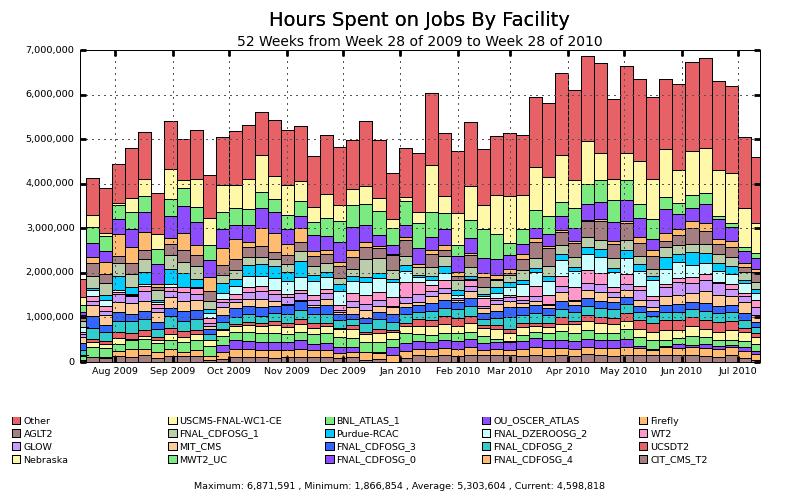 Hours Spent on Jobs By Facility
52 Weeks from Week 28 of 2009 to Week 28 of 2010
7,000,000
6,000,000
5,000,000
4,000,000
3,000,000
2,000,000
1,000,000
0
Aug 2009 Sep 2009 Oct 2009 Nov 2009 Dec 2009 Jan 2010 Feb 2010 Mar 2010 Apr 2010 May 2010 Jun 2010 Jul 2010
Other USCMS-FNAL-WC1-CE BNL_ATLAS_1 OU_OSCER_ATLAS Firefly
AGLT2 FNAL_CDFOSG_1 Purdue-RCAC FNAL_DZEROOSG_2 WT2
GLOW MIT_CMS FNAL_CDFOSG_3 FNAL_CDFOSG_2 UCSDT2
Nebraska MWT2_UC FNAL_CDFOSG_0 FNAL_CDFOSG_4 CIT_CMS_T2
Maximum: 6,871,591 , Minimum: 1,866,854 , Average: 5,303,604 , Current: 4,598,818